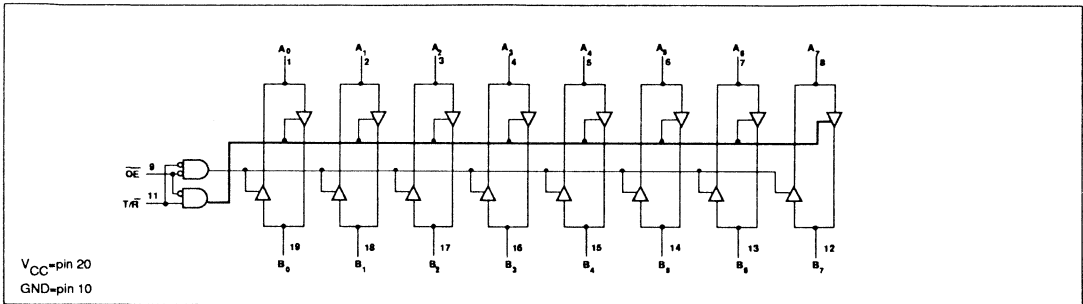 A₀ A₁ A₂ A₃ A₄ A₅ A₆ A₇
1 2 3 4 5 6 7 8
O̅E̅ 9
T/R̅ 11
19 18 17 16 15 14 13 12
B₀ B₁ B₂ B₃ B₄ B₅ B₆ B₇
V_CC=pin 20
GND=pin 10